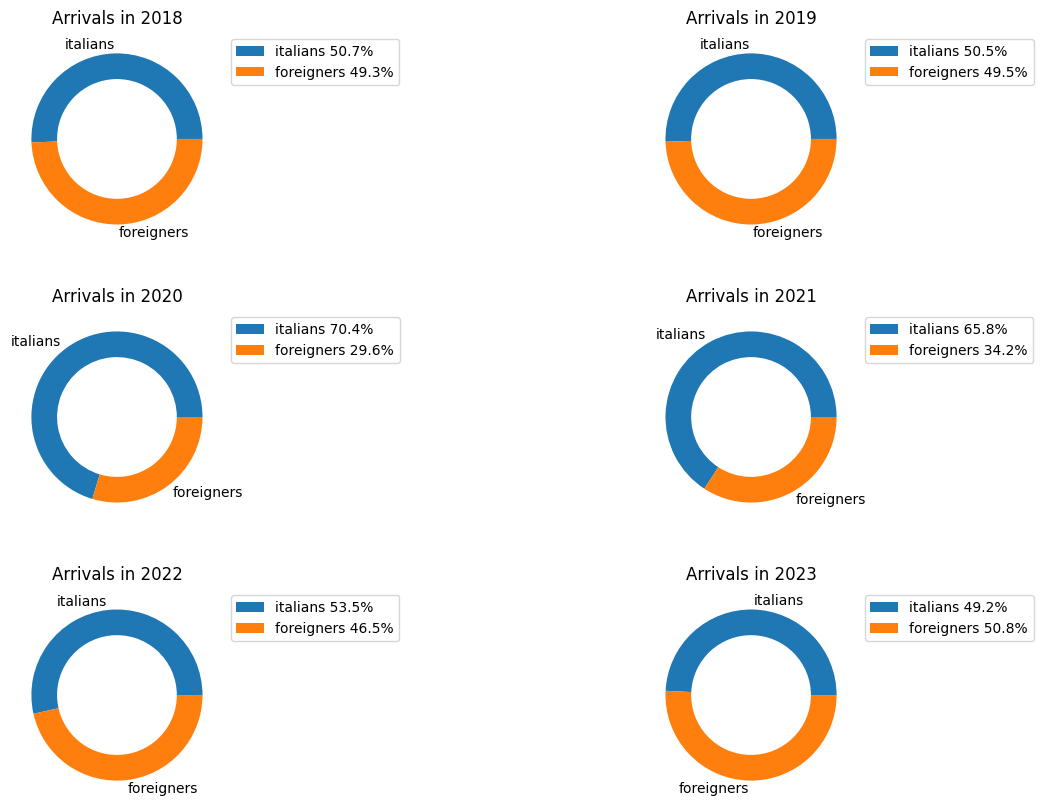 Arrivals in 2018
italians
italians 50.7%
foreigners 49.3%
foreigners
Arrivals in 2019
italians
italians 50.5%
foreigners 49.5%
foreigners
Arrivals in 2020
italians
italians 70.4%
foreigners 29.6%
foreigners
Arrivals in 2021
italians
italians 65.8%
foreigners 34.2%
foreigners
Arrivals in 2022
italians
italians 53.5%
foreigners 46.5%
foreigners
Arrivals in 2023
italians
italians 49.2%
foreigners 50.8%
foreigners